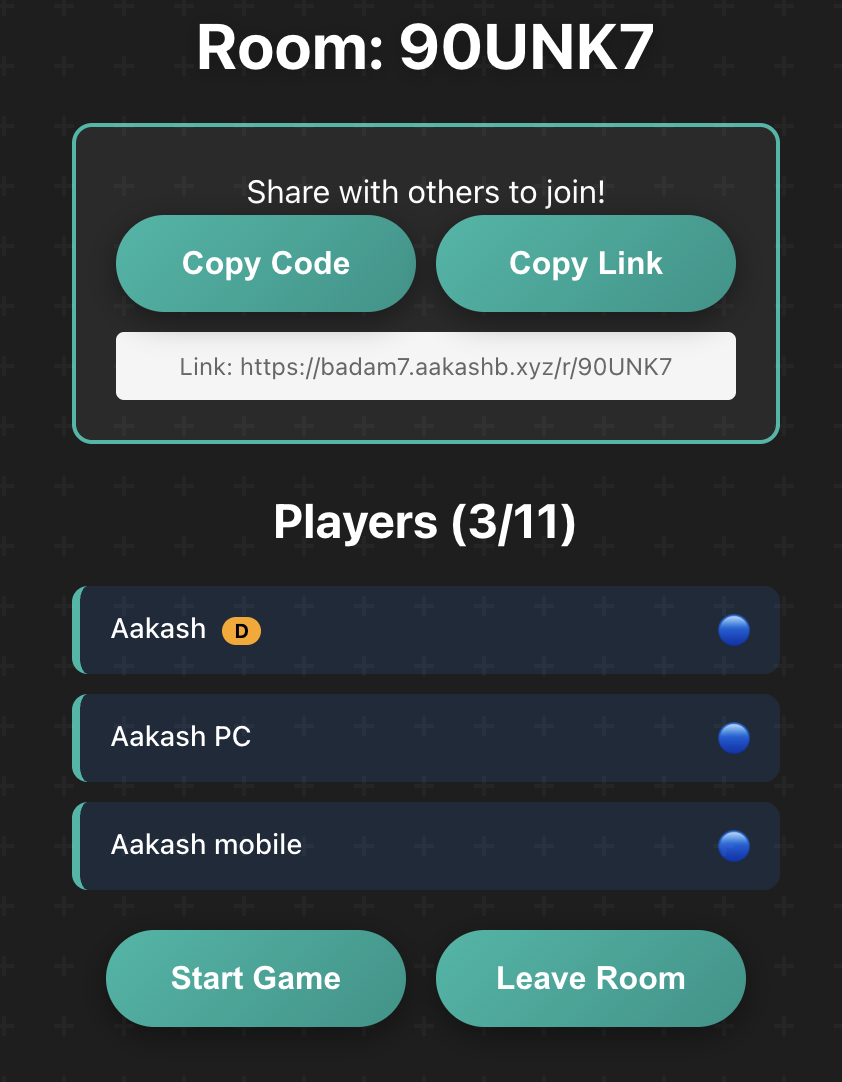 Room: 90UNK7
Share with others to join!
Copy Code Copy Link
Link: https://badam7.aakashb.xyz/r/90UNK7
Players (3/11)
Aakash D
Aakash PC
Aakash mobile
Start Game Leave Room